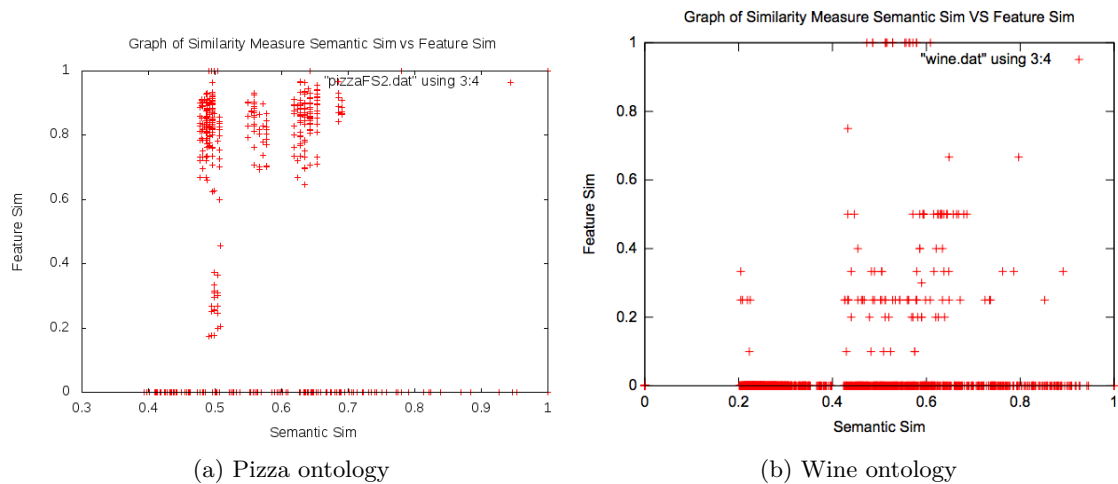 Graph of Similarity Measure Semantic Sim vs Feature Sim
1
0.8
0.6
0.4
0.2
0
0.3
0.4
0.5
0.6
0.7
0.8
0.9
1
Feature Sim
Semantic Sim
"pizzaFS2.dat" using 3:4
(a) Pizza ontology
Graph of Similarity Measure Semantic Sim VS Feature Sim
1
0.8
0.6
0.4
0.2
0
0
0.2
0.4
0.6
0.8
1
Feature Sim
Semantic Sim
"wine.dat" using 3:4
(b) Wine ontology